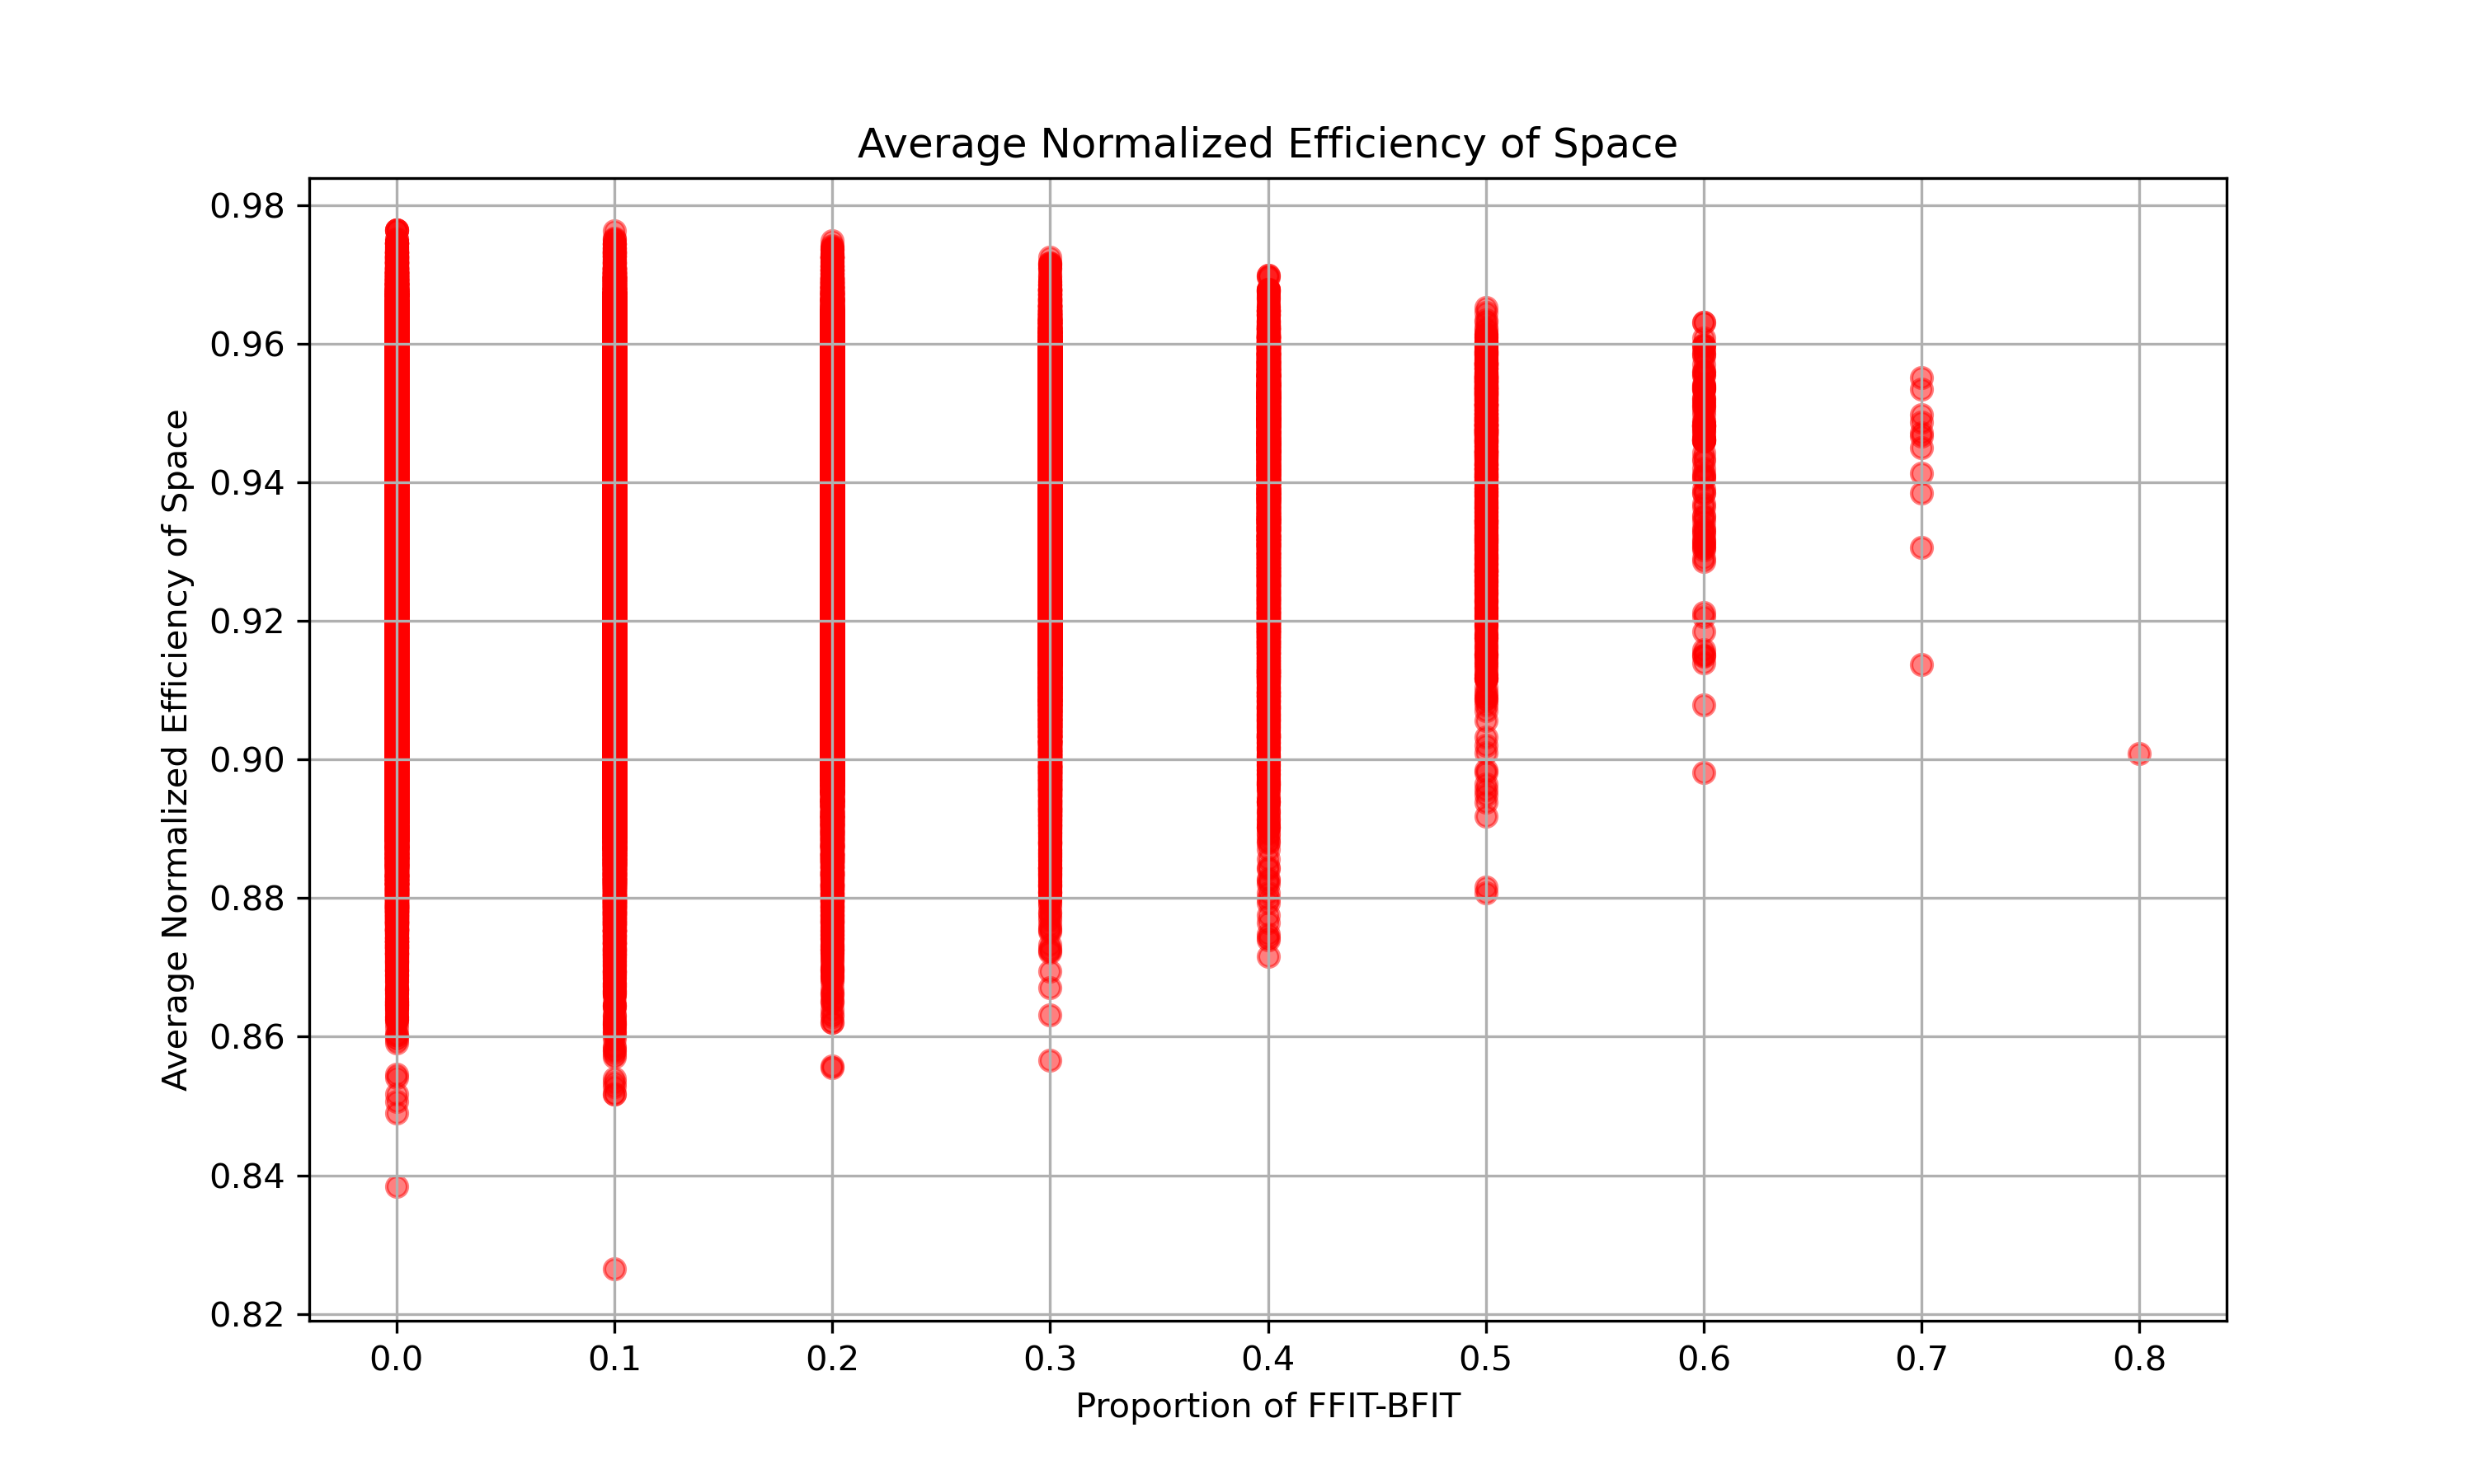 Average Normalized Efficiency of Space
Average Normalized Efficiency of Space
0.98
0.96
0.94
0.92
0.90
0.88
0.86
0.84
0.82
0.0 0.1 0.2 0.3 0.4 0.5 0.6 0.7 0.8
Proportion of FFIT-BFIT